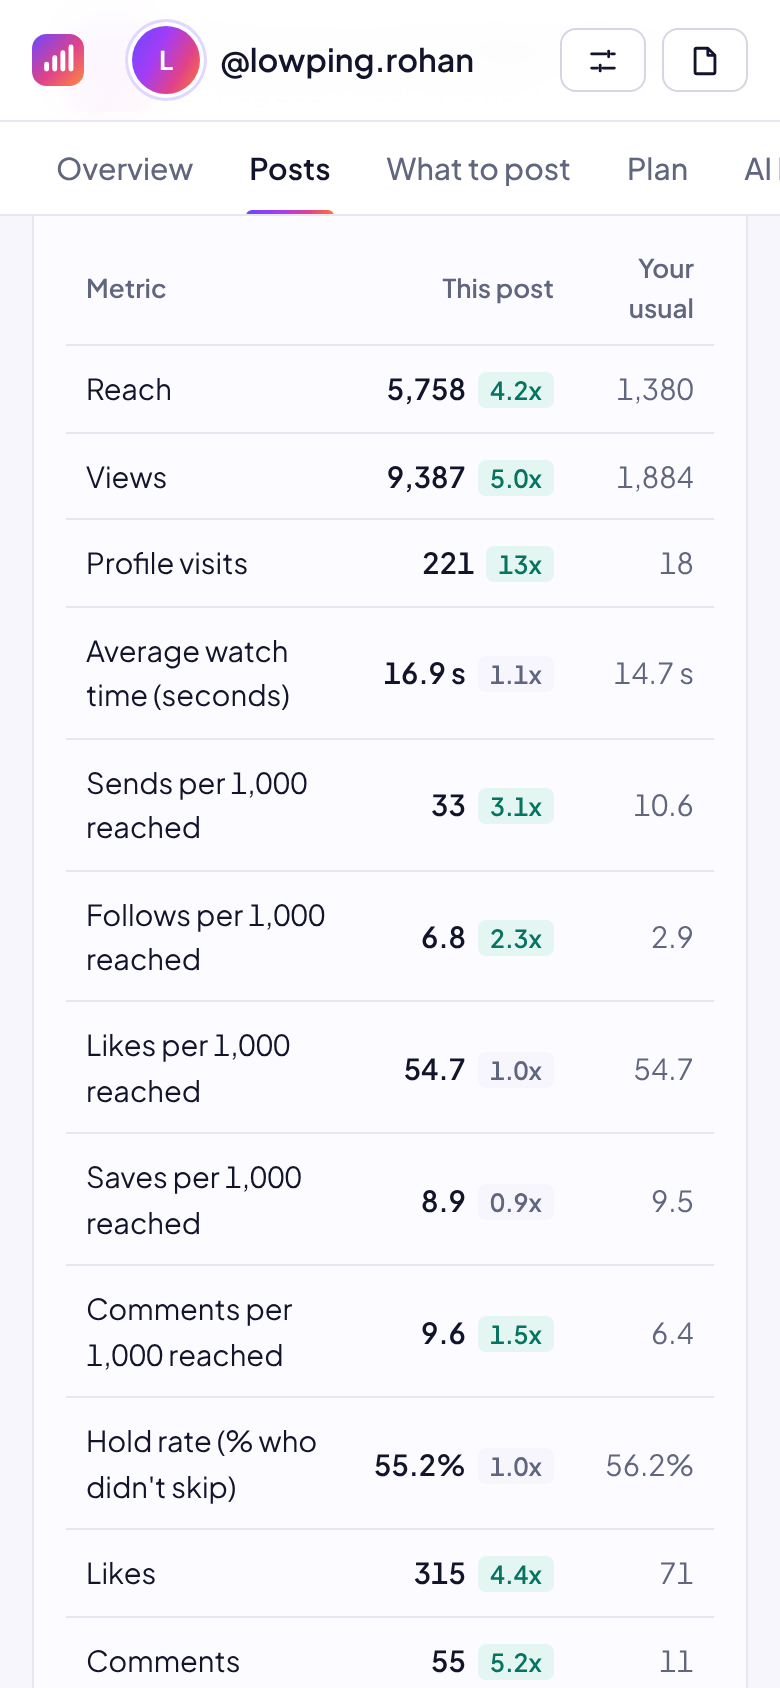 L @lowping.rohan
Overview Posts What to post Plan AI
Metric This post Your usual
Reach 5,758 4.2x 1,380
Views 9,387 5.0x 1,884
Profile visits 221 13x 18
Average watch
time (seconds) 16.9 s 1.1x 14.7 s
Sends per 1,000
reached 33 3.1x 10.6
Follows per 1,000
reached 6.8 2.3x 2.9
Likes per 1,000
reached 54.7 1.0x 54.7
Saves per 1,000
reached 8.9 0.9x 9.5
Comments per
1,000 reached 9.6 1.5x 6.4
Hold rate (% who
didn't skip) 55.2% 1.0x 56.2%
Likes 315 4.4x 71
Comments 55 5.2x 11